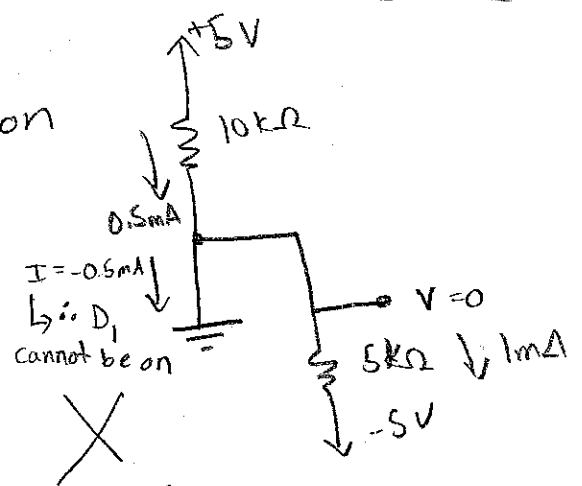 +5V
on
10kΩ
0.5mA
I = -0.5mA
↳ ∴ D₁
cannot be on
V = 0
5kΩ
1mA
-5V